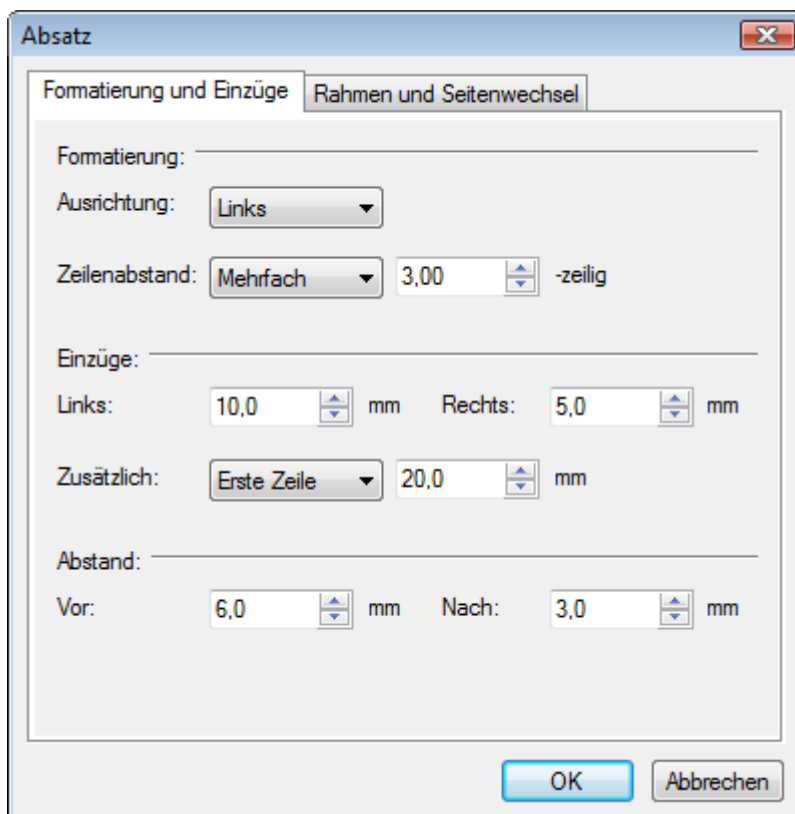 Absatz
Formatierung und Einzüge Rahmen und Seitenwechsel
Formatierung:
Ausrichtung: Links
Zeilenabstand: Mehrfach 3,00 -zeilig
Einzüge:
Links: 10,0 mm Rechts: 5,0 mm
Zusätzlich: Erste Zeile 20,0 mm
Abstand:
Vor: 6,0 mm Nach: 3,0 mm
OK Abbrechen